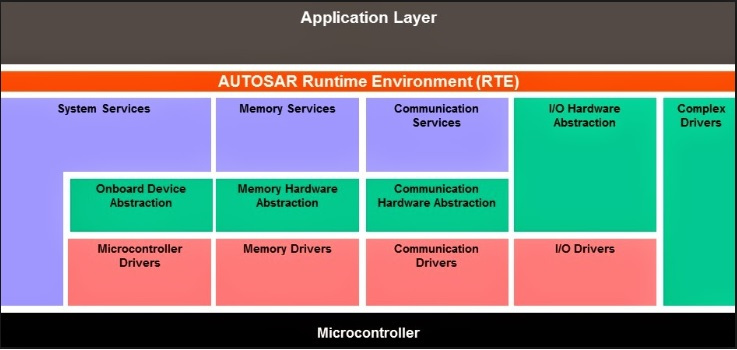 Application Layer
AUTOSAR Runtime Environment (RTE)
System Services
Memory Services
Communication
Services
I/O Hardware
Abstraction
Complex
Drivers
Onboard Device
Abstraction
Memory Hardware
Abstraction
Communication
Hardware Abstraction
Microcontroller
Drivers
Memory Drivers
Communication
Drivers
I/O Drivers
Microcontroller